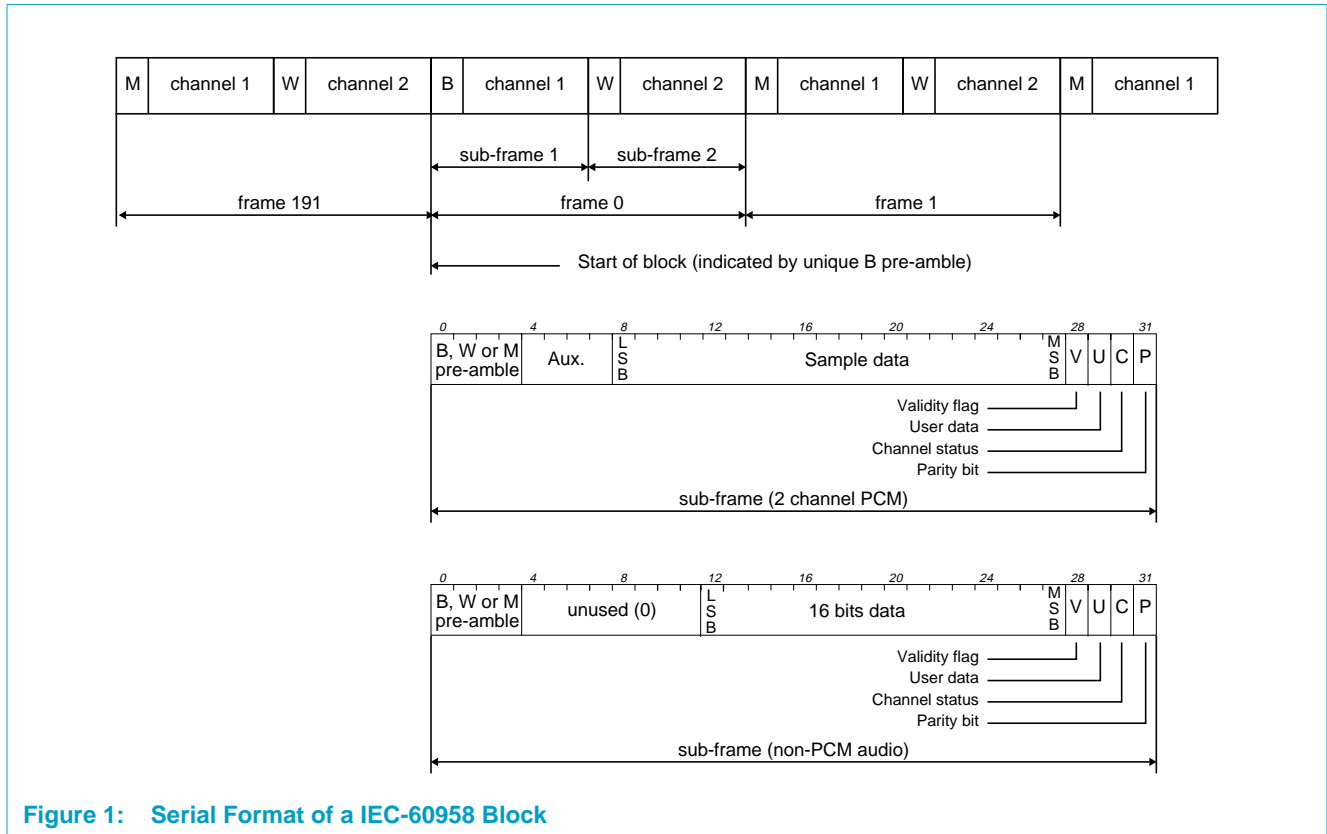 M channel 1 W channel 2 B channel 1 W channel 2 M channel 1 W channel 2 M channel 1
sub-frame 1 sub-frame 2
frame 191 frame 0 frame 1
Start of block (indicated by unique B pre-amble)
0 4 8 12 16 20 24 28 31
B, W or M
pre-amble
Aux.
LSB
Sample data
MSB
V U C P
Validity flag
User data
Channel status
Parity bit
sub-frame (2 channel PCM)
0 4 8 12 16 20 24 28 31
B, W or M
pre-amble
unused (0)
LSB
16 bits data
MSB
V U C P
Validity flag
User data
Channel status
Parity bit
sub-frame (non-PCM audio)
Figure 1: Serial Format of a IEC-60958 Block